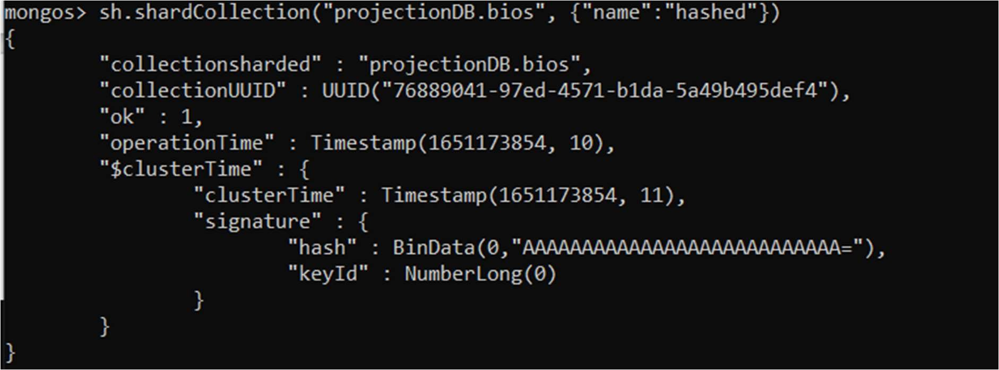 mongos> sh.shardCollection("projectionDB.bios", {"name":"hashed"})
{
        "collectionsharded" : "projectionDB.bios",
        "collectionUUID" : UUID("76889041-97ed-4571-b1da-5a49b495def4"),
        "ok" : 1,
        "operationTime" : Timestamp(1651173854, 10),
        "$clusterTime" : {
                "clusterTime" : Timestamp(1651173854, 11),
                "signature" : {
                        "hash" : BinData(0,"AAAAAAAAAAAAAAAAAAAAAAAAAAA="),
                        "keyId" : NumberLong(0)
                }
        }
}